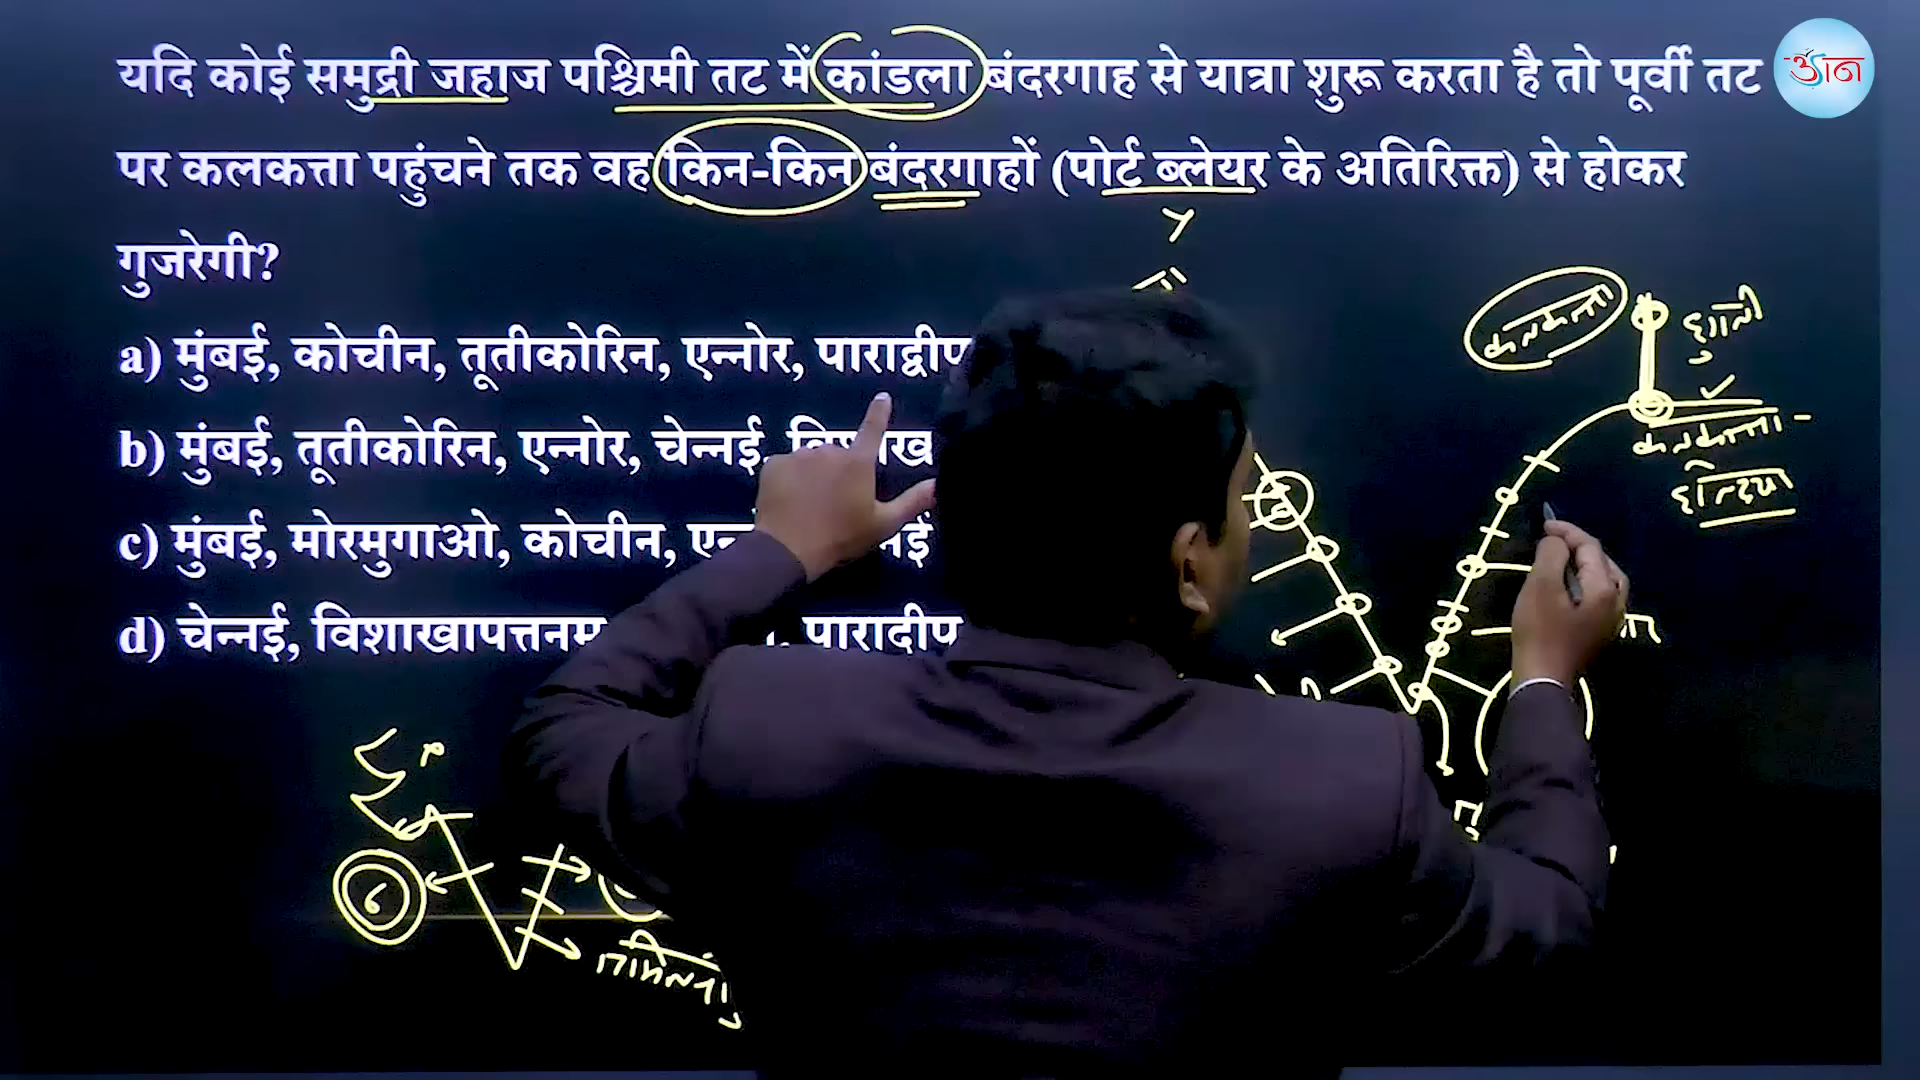 यदि कोई समुद्री जहाज पश्चिमी तट में कांडला बंदरगाह से यात्रा शुरू करता है तो पूर्वी तट
पर कलकत्ता पहुंचने तक वह किन-किन बंदरगाहों (पोर्ट ब्लेयर के अतिरिक्त) से होकर
गुजरेगी?
a) मुंबई, कोचीन, तूतीकोरिन, एन्नोर, पाराद्वीप
b) मुंबई, तूतीकोरिन, एन्नोर, चेन्नई,
c) मुंबई, मोरमुगाओ, कोचीन,
d) चेन्नई, विशाखापत्तनम पारादीप
कलकत्ता
कलकत्ता -
हल्दिया